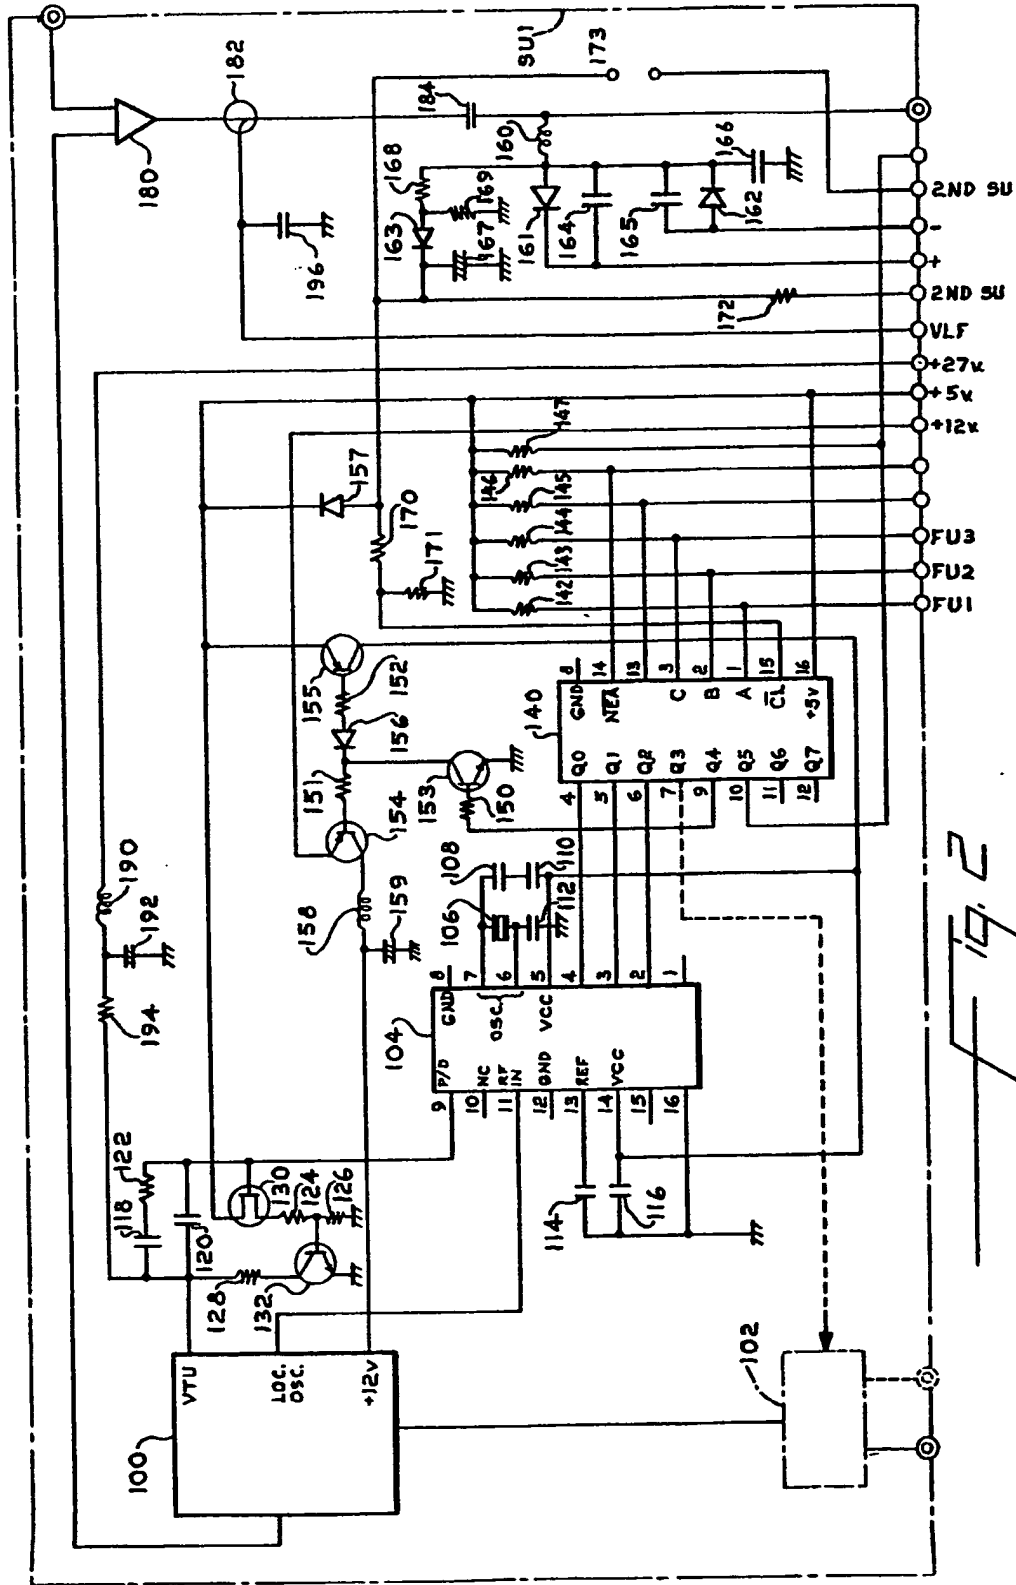 SU1
182
173
184
180
160
166
168
163
169
167
161
164
165
162
196
172
2ND SU
-
+
2ND SU
VLF
+27v
+5v
+12v
FU3
FU2
FU1
157
170
171
147
146
145
144
143
142
155
152
156
151
154
153
150
190
192
194
158
159
140
GND 8
NEA 14
13
C 3
B 2
A 1
CL 15
+5V 16
4 Q0
5 Q1
6 Q2
7 Q3
9 Q4
10 Q5
11 Q6
12 Q7
108
110
106
112
104
GND 8
OSC. 7
6
VCC 5
4
3
2
1
9 P/D
10 NC
11 RF IN
12 GND
13 REF
14 VCC
15
16
114
116
122
118
120
130
124
126
128
132
100
VTU
LOC. OSC.
+12v
102
Fig. 2